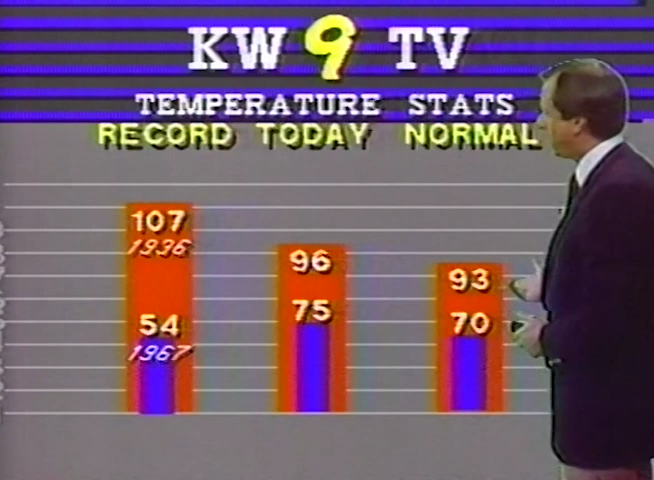 KW 9 TV
TEMPERATURE STATS
RECORD TODAY NORMAL
107
1936
96
93
54
1967
75
70